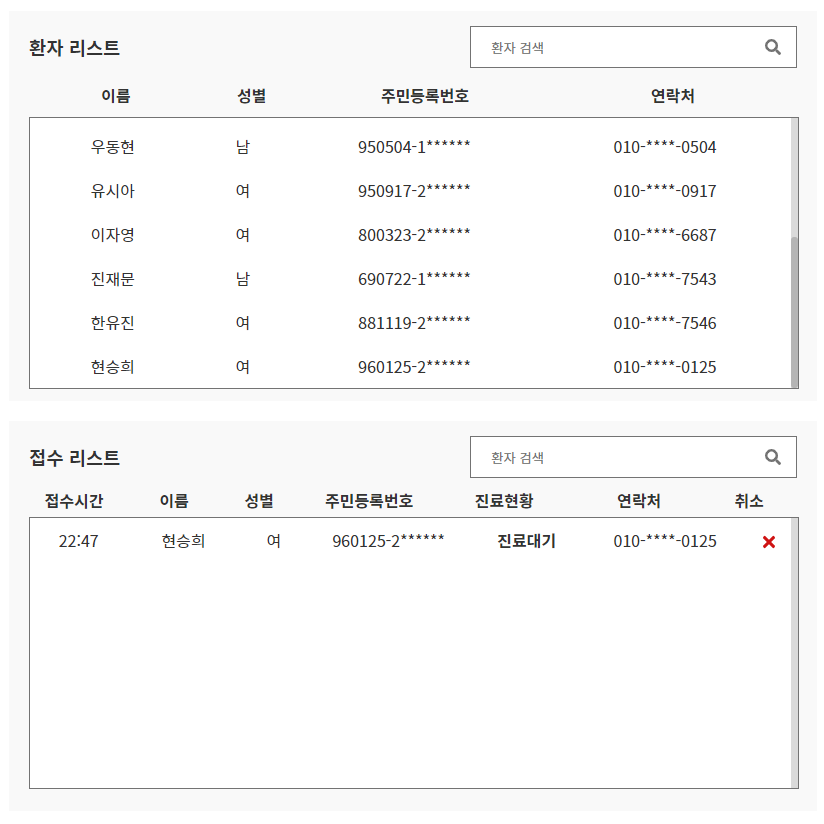 환자 리스트 환자 검색
이름 성별 주민등록번호 연락처
우동현 남 950504-1****** 010-****-0504
유시아 여 950917-2****** 010-****-0917
이자영 여 800323-2****** 010-****-6687
진재문 남 690722-1****** 010-****-7543
한유진 여 881119-2****** 010-****-7546
현승희 여 960125-2****** 010-****-0125
접수 리스트 환자 검색
접수시간 이름 성별 주민등록번호 진료현황 연락처 취소
22:47 현승희 여 960125-2****** 진료대기 010-****-0125